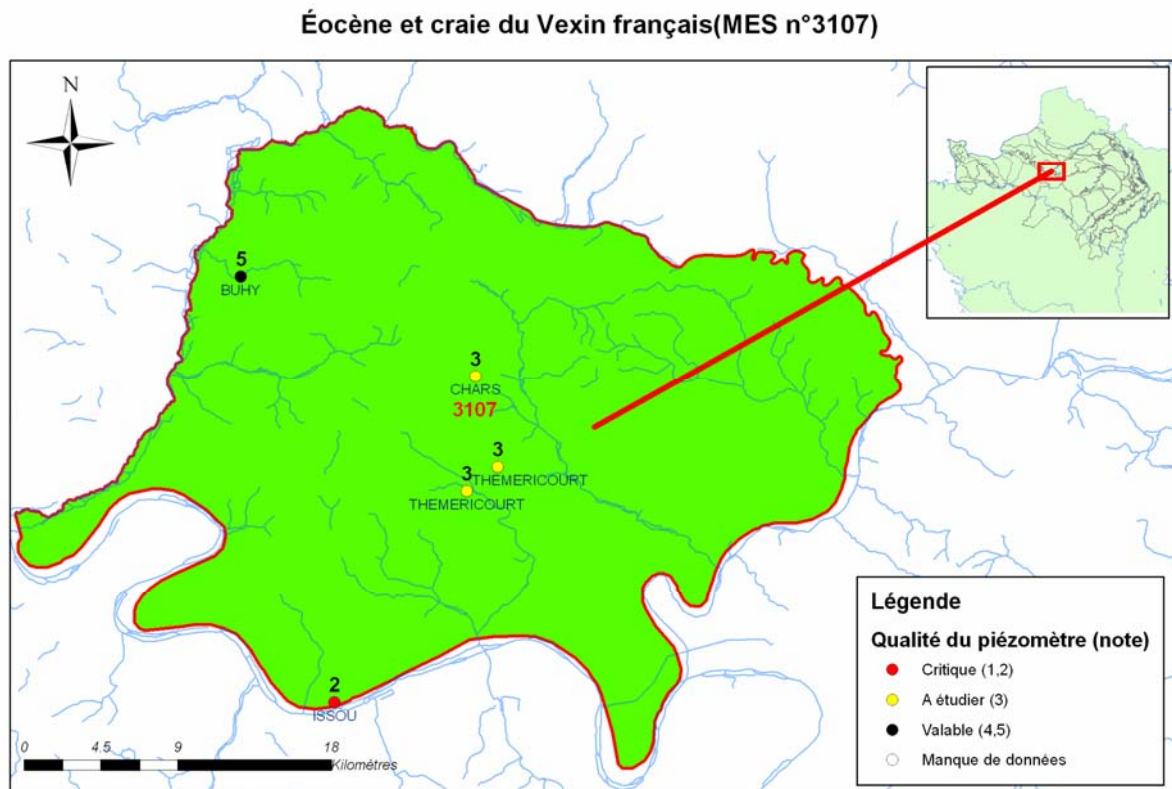 Éocène et craie du Vexin français(MES n°3107)
N
5
BUHY
3
CHARS
3107
3
THEMERICOURT
3
THEMERICOURT
2
ISSOU
0 4.5 9 18
Kilomètres
Légende
Qualité du piézomètre (note)
Critique (1,2)
A étudier (3)
Valable (4,5)
Manque de données